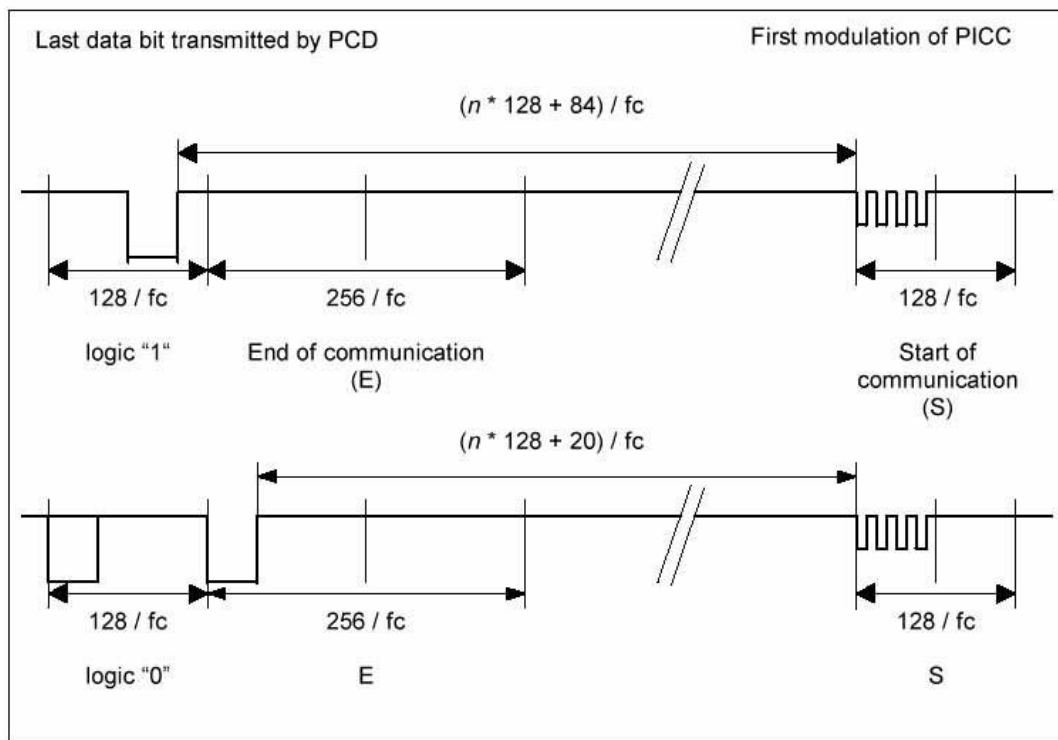 Last data bit transmitted by PCD
First modulation of PICC
(n * 128 + 84) / fc
128 / fc
256 / fc
128 / fc
logic “1“
End of communication
(E)
Start of
communication
(S)
(n * 128 + 20) / fc
128 / fc
256 / fc
128 / fc
logic “0”
E
S